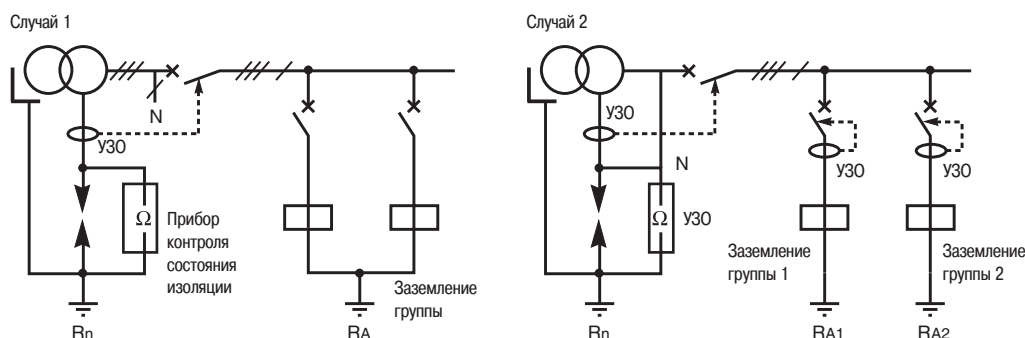 Случай 1
N
УЗО
Ω
Прибор
контроля
состояния
изоляции
Заземление
группы
Rn
RA
Случай 2
УЗО
N
Ω
УЗО
УЗО
УЗО
Заземление
группы 1
Заземление
группы 2
Rn
RA1
RA2